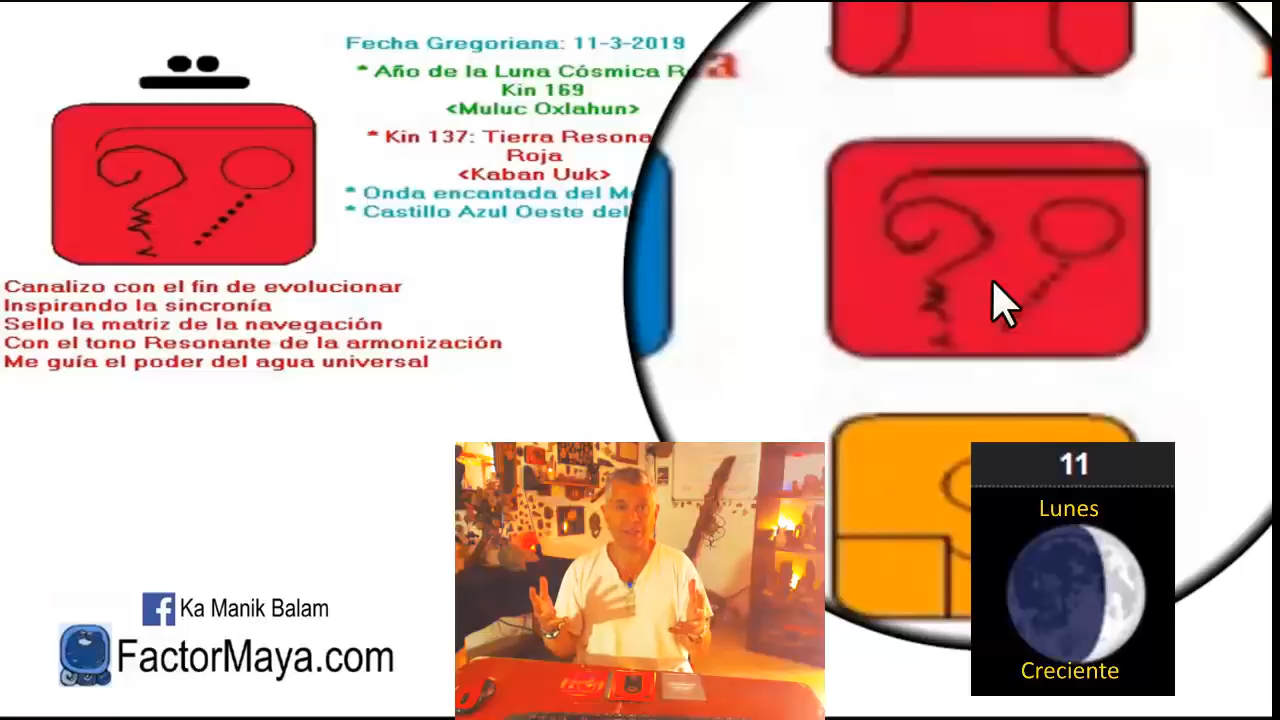 Fecha Gregoriana: 11-3-2019
* Año de la Luna Cósmica R
Kin 169
<Muluc Oxlahun>
* Kin 137: Tierra Resona
Roja
<Kaban Uuk>
* Onda encantada del M
* Castillo Azul Oeste del
Canalizo con el fin de evolucionar
Inspirando la sincronía
Sello la matriz de la navegación
Con el tono Resonante de la armonización
Me guía el poder del agua universal
11
Lunes
Creciente
Ka Manik Balam
FactorMaya.com